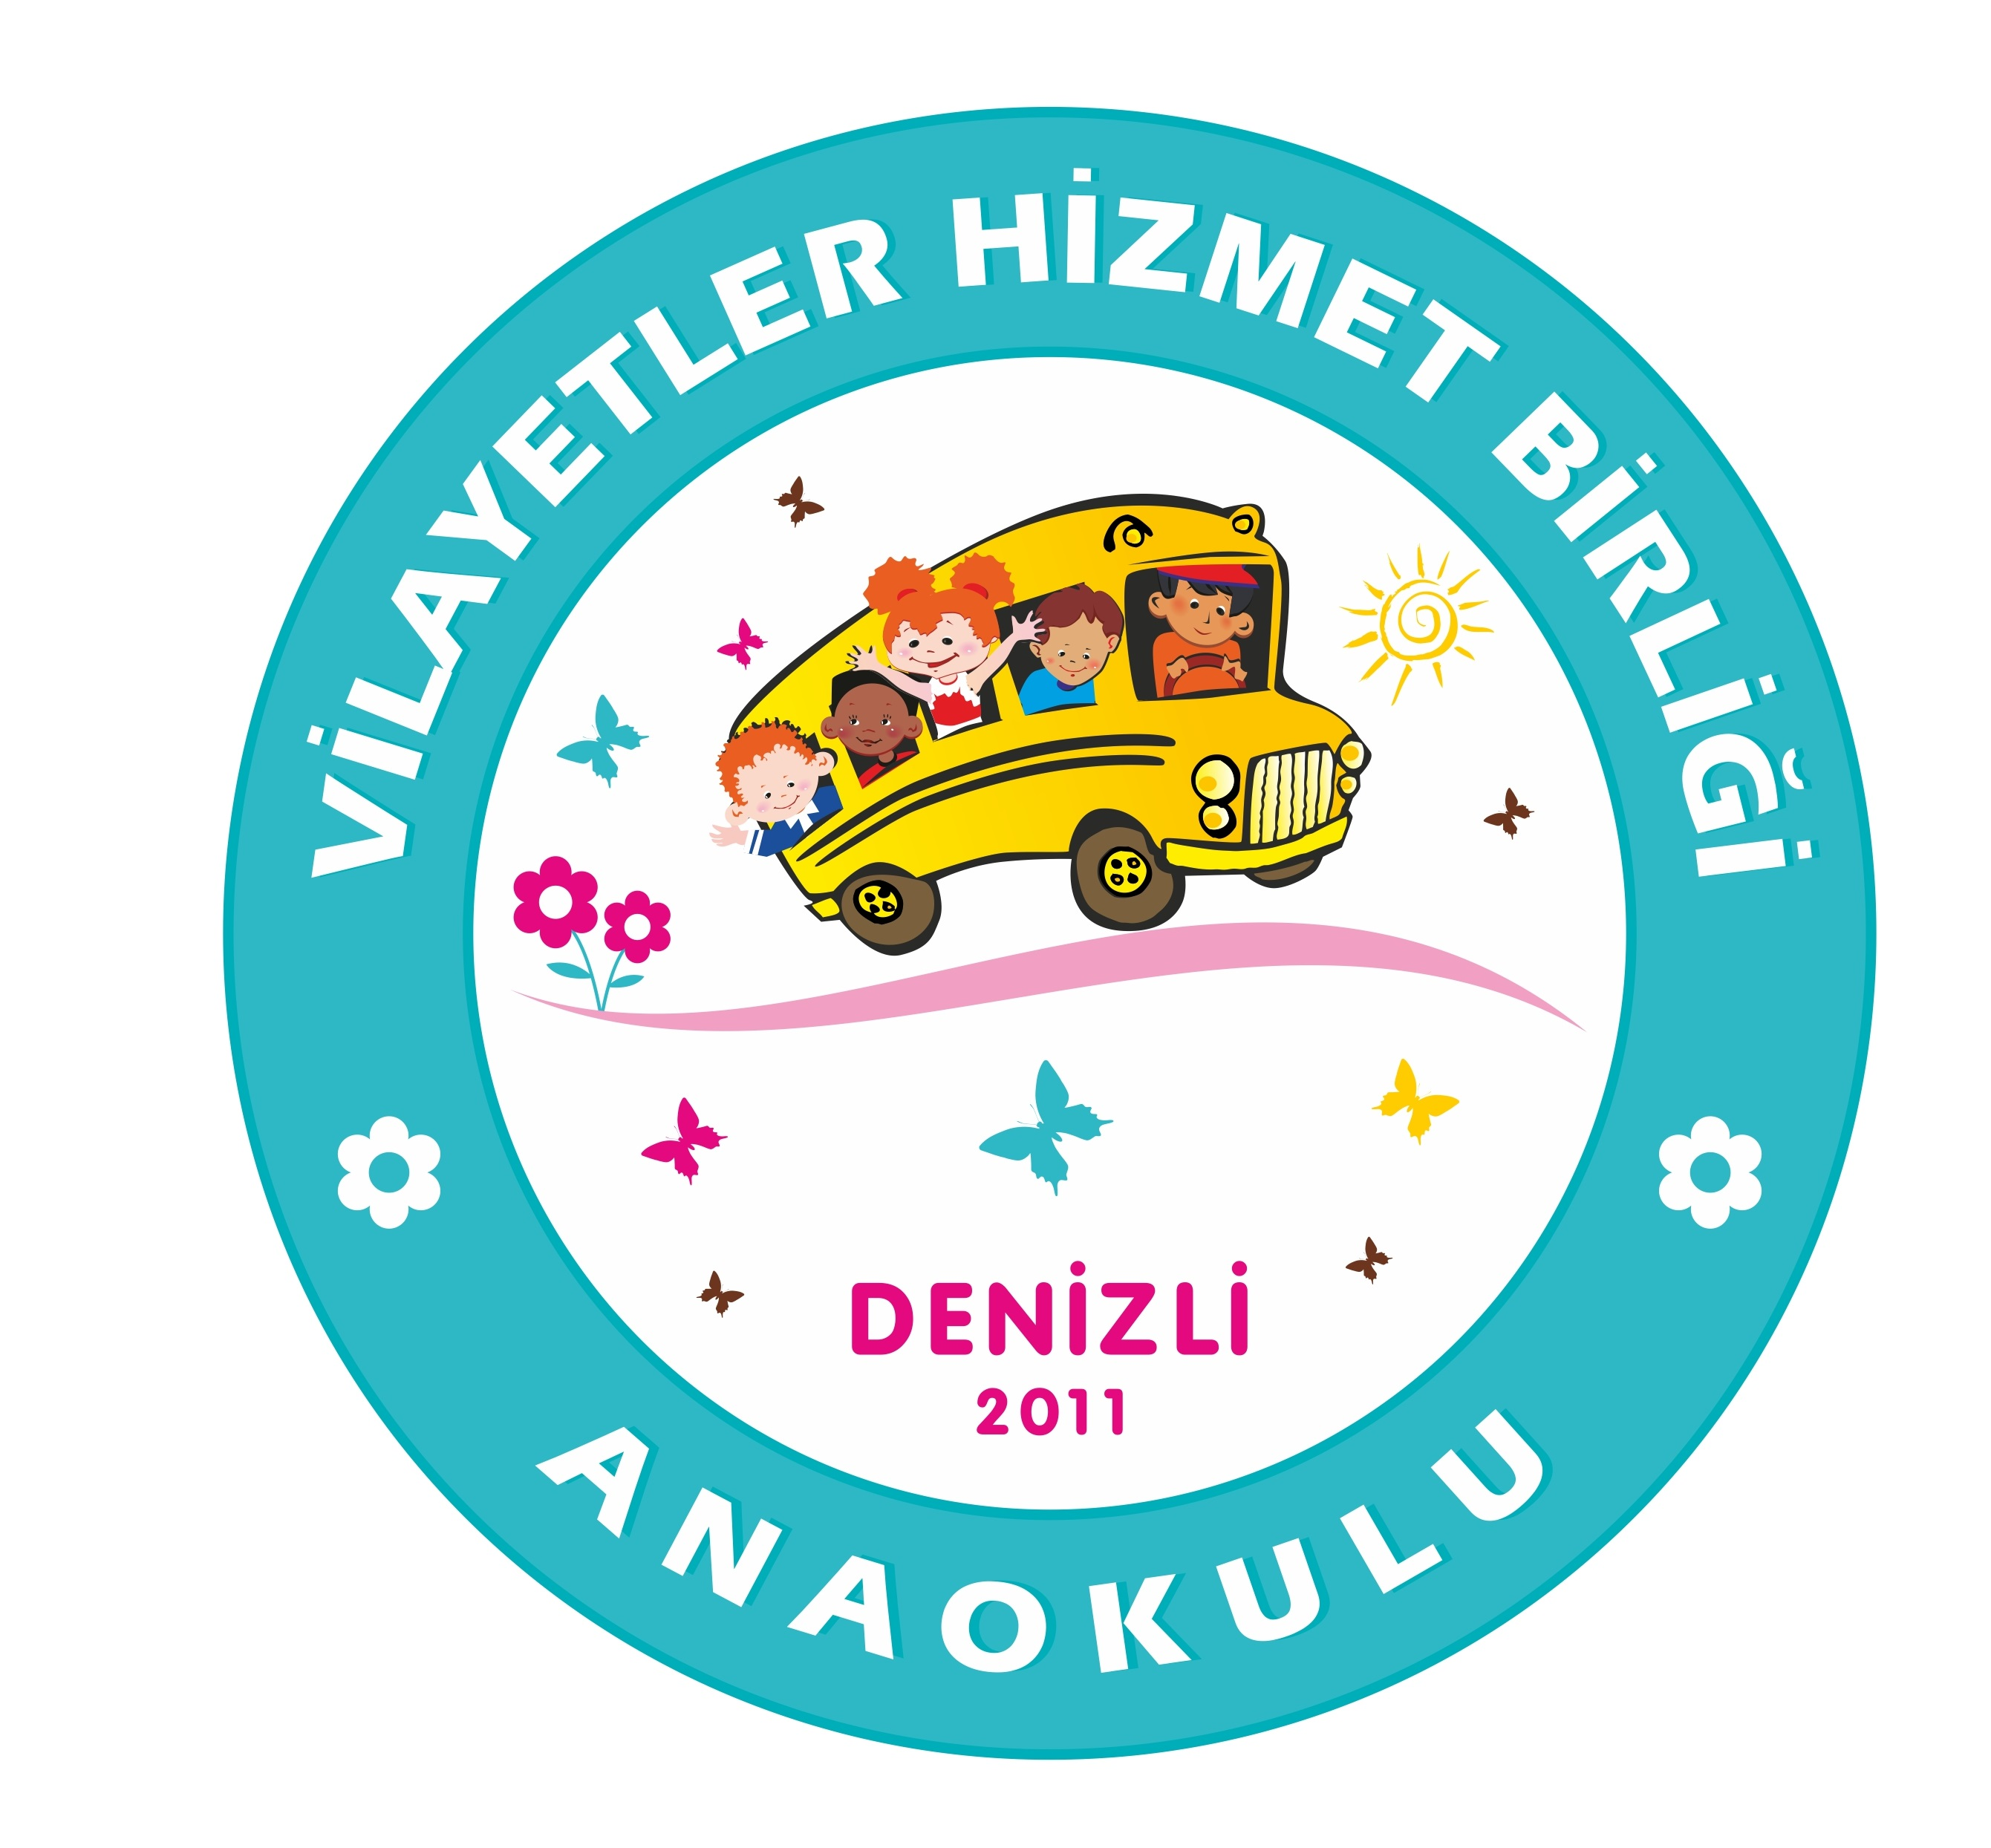 VİLAYETLER HİZMET BİRLİĞİ
DENİZLİ
2011
ANAOKULU